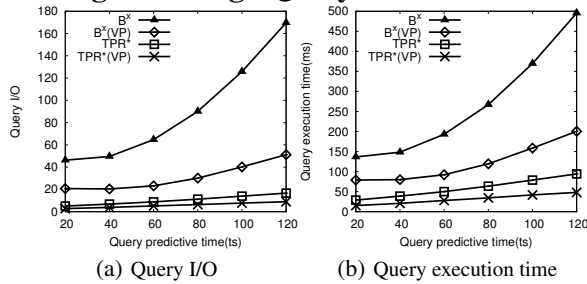 B^x
B^x(VP)
TPR*
TPR*(VP)
Query I/O
180
160
140
120
100
80
60
40
20
0
20 40 60 80 100 120
Query predictive time(ts)
(a) Query I/O
B^x
B^x(VP)
TPR*
TPR*(VP)
Query execution time(ms)
500
450
400
350
300
250
200
150
100
50
0
20 40 60 80 100 120
Query predictive time(ts)
(b) Query execution time